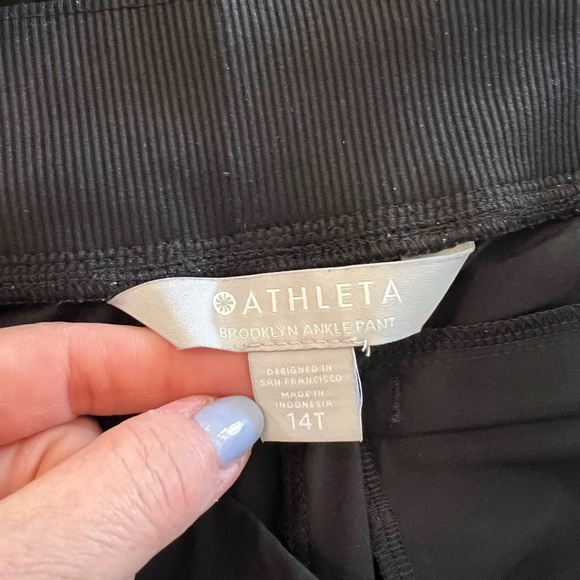 ATHLETA
BROOKLYN ANKLE PANT
DESIGNED IN
SAN FRANCISCO
MADE IN
INDONESIA
14T